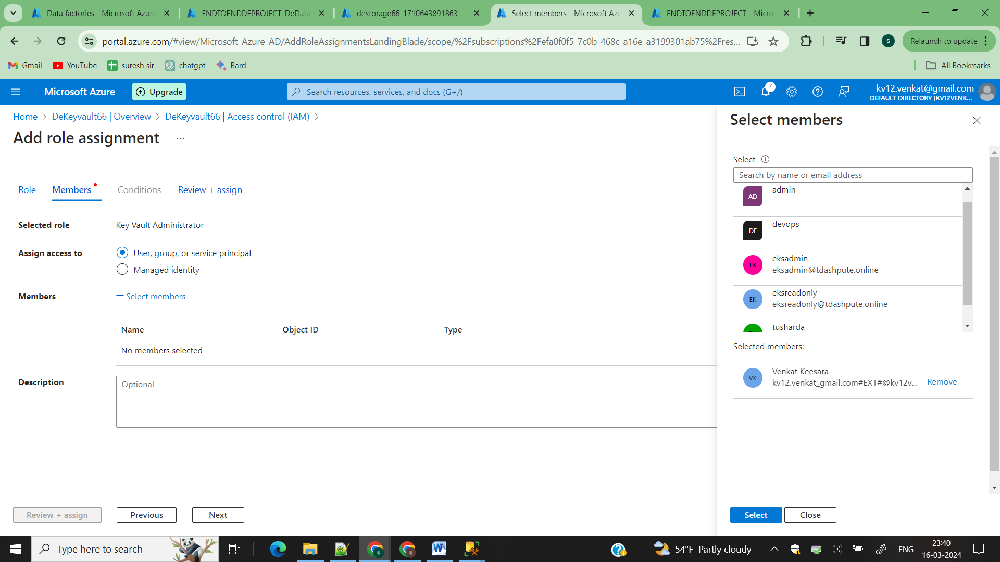 Data factories - Microsoft Azure
ENDTOENDDEPROJECT_DeData
destorage66_1710643891863 -
Select members - Microsoft Az
ENDTOENDDEPROJECT - Micro
portal.azure.com/#view/Microsoft_Azure_AD/AddRoleAssignmentsLandingBlade/scope/%2Fsubscriptions%2Fefa0f0f5-7c0b-468c-a16e-a3199301ab75%2Fres...
S
Relaunch to update
Gmail
YouTube
suresh sir
chatgpt
Bard
All Bookmarks
Microsoft Azure
Upgrade
Search resources, services, and docs (G+/)
7
kv12.venkat@gmail.com
DEFAULT DIRECTORY (KV12VENK...
Home > DeKeyvault66 | Overview > DeKeyvault66 | Access control (IAM) >
Add role assignment ...
Role
Members
Conditions
Review + assign
Selected role
Key Vault Administrator
Assign access to
User, group, or service principal
Managed identity
Members
+ Select members
Name
Object ID
Type
No members selected
Description
Optional
Review + assign
Previous
Next
Select members
Select
Search by name or email address
AD
admin
DE
devops
EK
eksadmin
eksadmin@tdashpute.online
EK
eksreadonly
eksreadonly@tdashpute.online
tusharda
Selected members:
VK
Venkat Keesara
kv12.venkat_gmail.com#EXT#@kv12v...
Remove
Select
Close
Type here to search
54°F Partly cloudy
ENG
23:40
16-03-2024